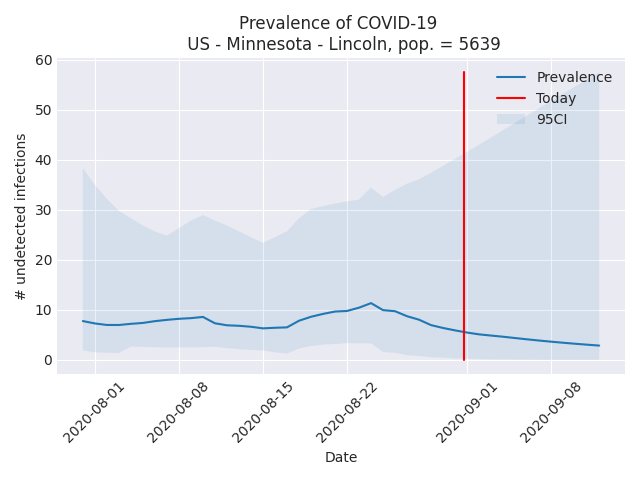 Prevalence of COVID-19
US - Minnesota - Lincoln, pop. = 5639
# undetected infections
60
50
40
30
20
10
0
Prevalence
Today
95CI
2020-08-01
2020-08-08
2020-08-15
2020-08-22
2020-09-01
2020-09-08
Date